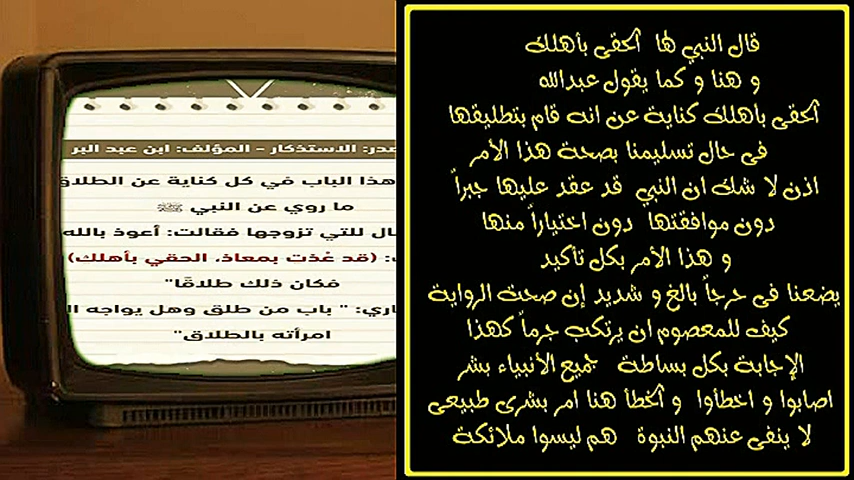 قال النبي لها الحقى بأهلك
و هنا و كما يقول عبدالله
الحقى باهلك كناية عن انه قام بتطليقها
فى حال تسليمنا بصحة هذا الأمر
اذن لا شك ان النبي قد عقد عليها جبراً
دون موافقتها دون اختياراً منها
و هذا الأمر بكل تأكيد
يضعنا فى حرجاً بالغ و شديد إن صحت الرواية
كيف للمعصوم ان يرتكب جرماً كهذا
الإجابة بكل بساطة جميع الأنبياء بشر
اصابوا و اخطأوا و الخطأ هنا امر بشرى طبيعى
لا ينفى عنهم النبوة هم ليسوا ملائكة
در: الاستذكار - المؤلف: ابن عبد البر
هذا الباب في كل كناية عن الطلاق
ما روي عن النبي ﷺ
ال للتي تزوجها فقالت: أعوذ بالله
: (قد عُذت بمعاذ، الحقي بأهلك)
فكان ذلك طلاقًا"
اري: " باب من طلق وهل يواجه ا
امرأته بالطلاق"